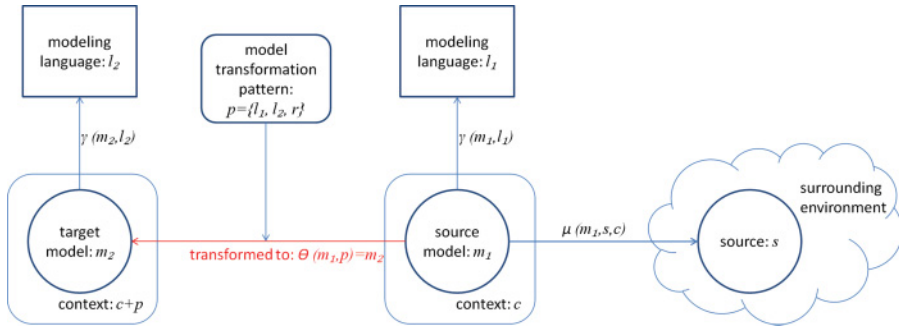 modeling
language: l₂
model
transformation
pattern:
p={l₁, l₂, r}
modeling
language: l₁
γ (m₂,l₂)
γ (m₁,l₁)
surrounding
environment
target
model: m₂
transformed to: Θ (m₁,p)=m₂
source
model: m₁
μ (m₁,s,c)
source: s
context: c+p
context: c